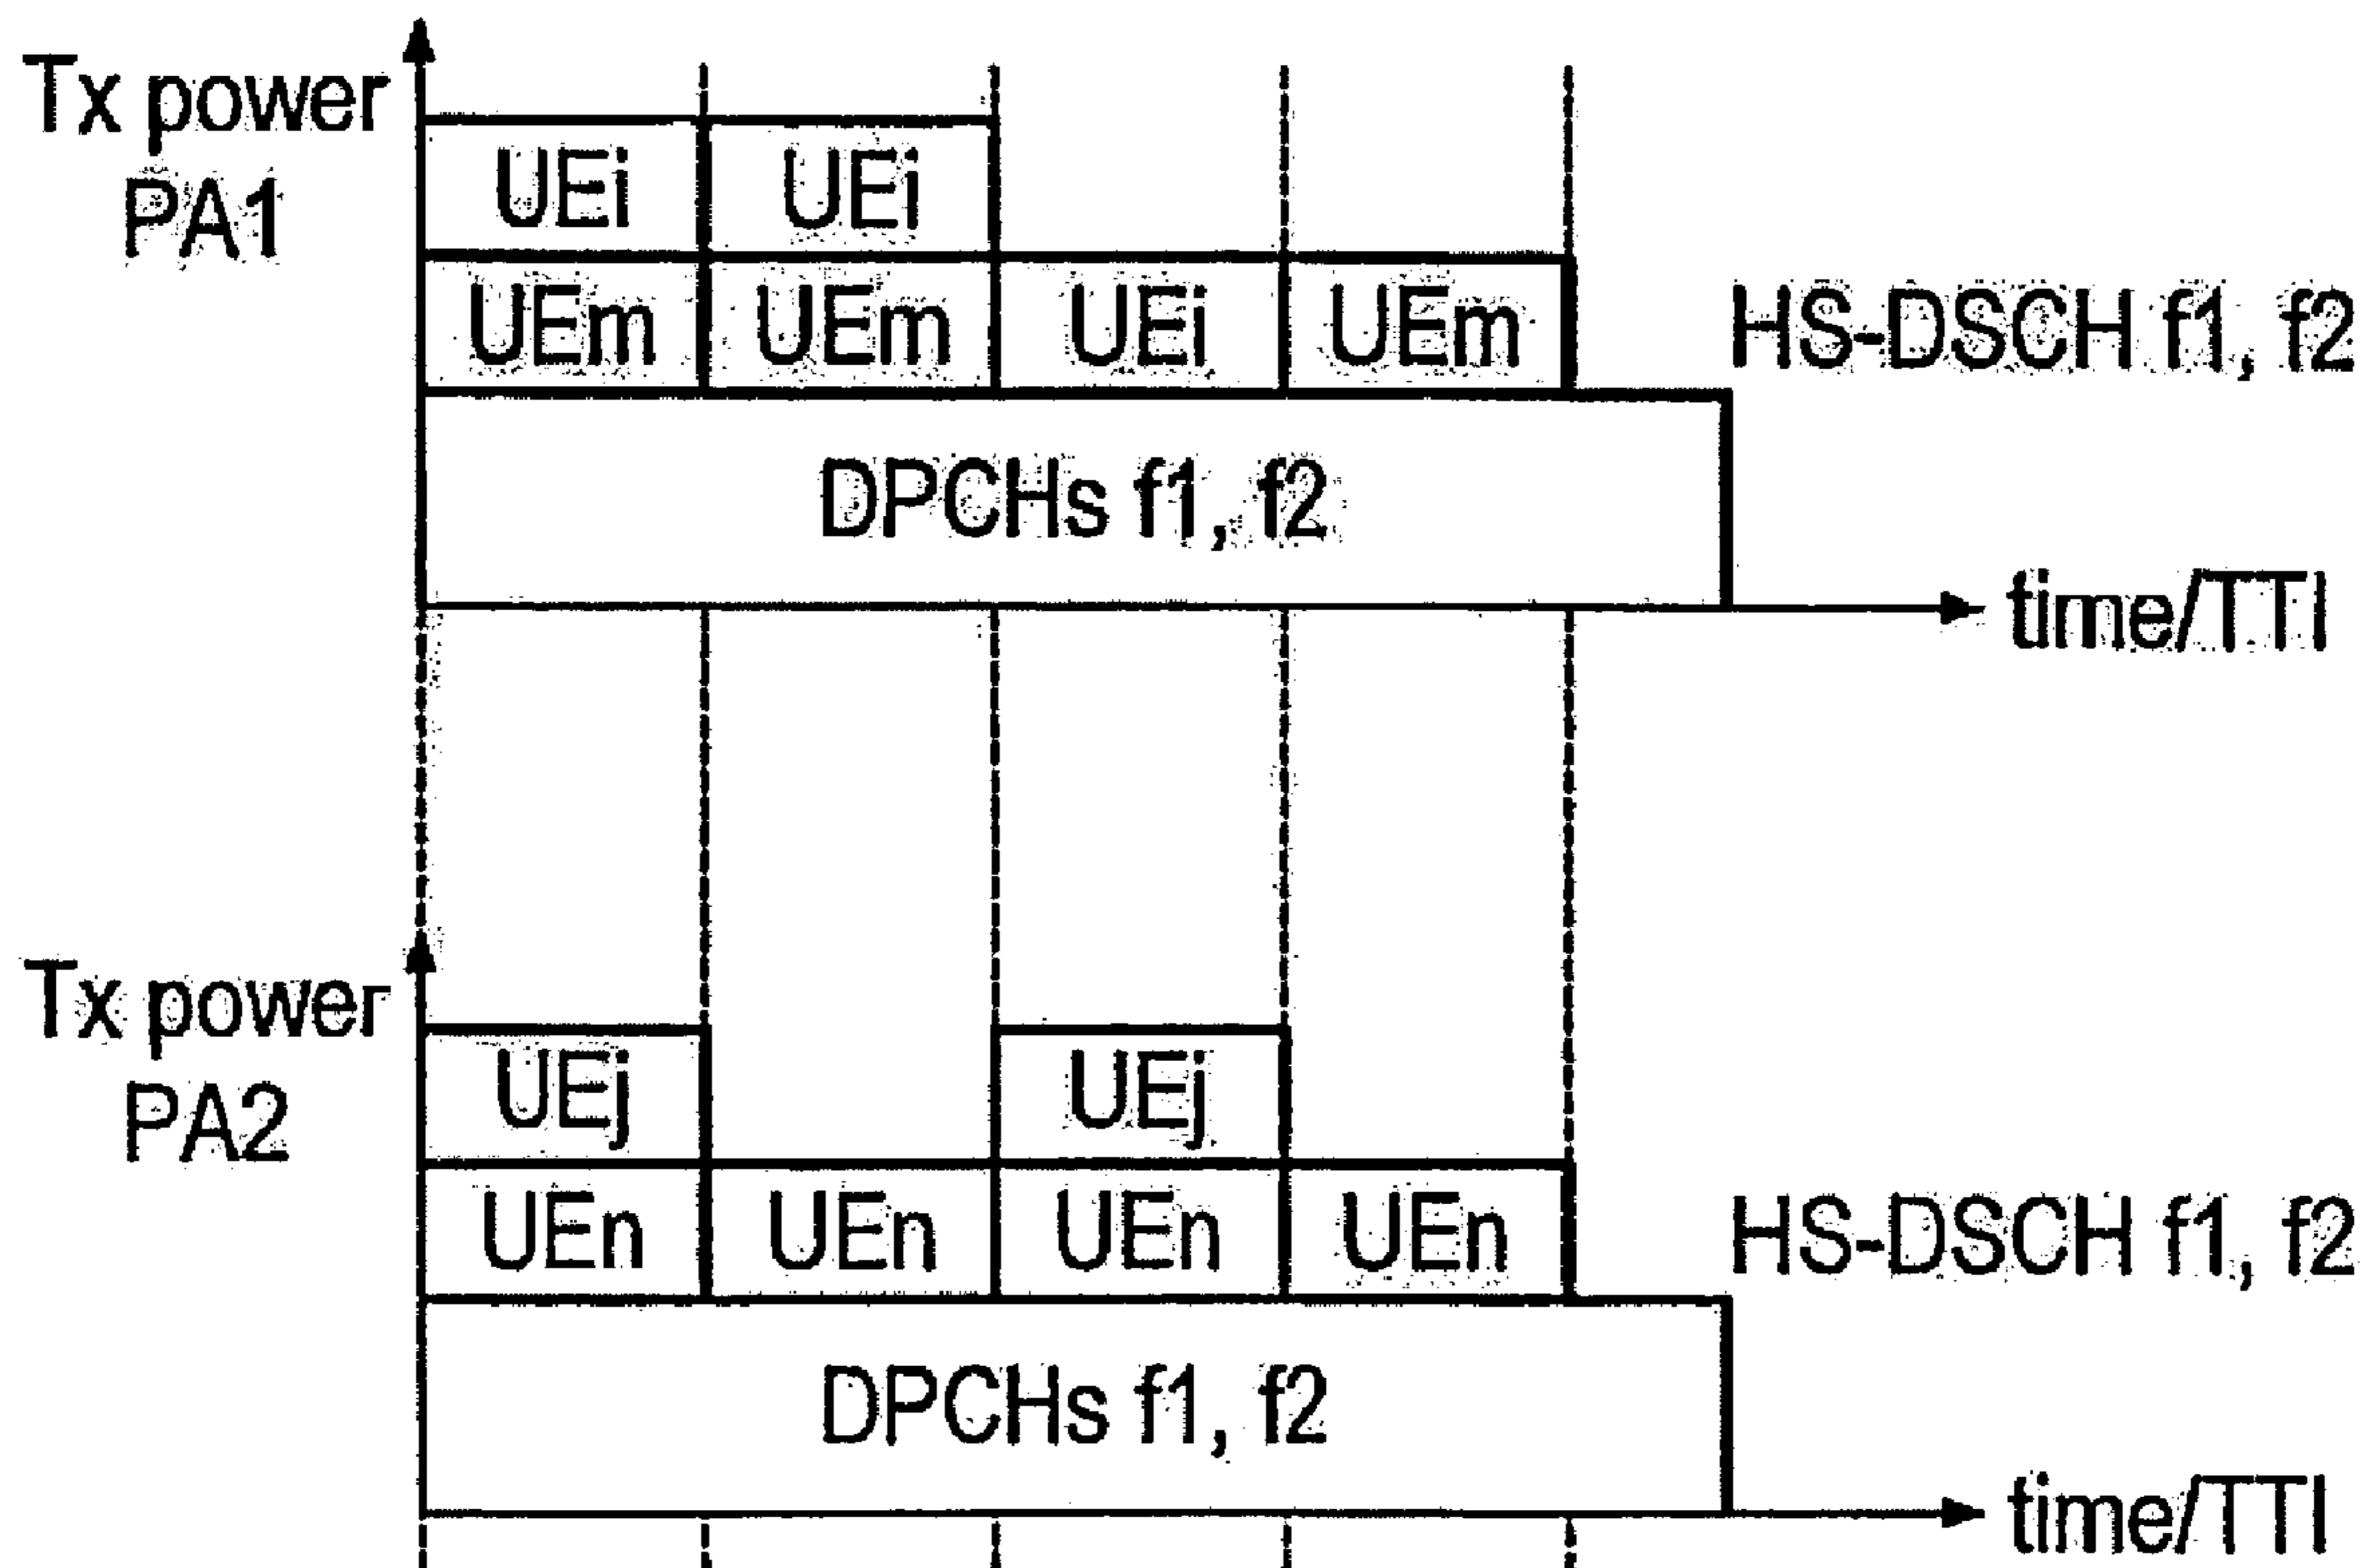 Tx power
PA1
UEi UEi
UEm UEm UEi UEm
HS-DSCH f1, f2
DPCHs f1, f2
time/TTI
Tx power
PA2
UEj UEj
UEn UEn UEn UEn
HS-DSCH f1, f2
DPCHs f1, f2
time/TTI